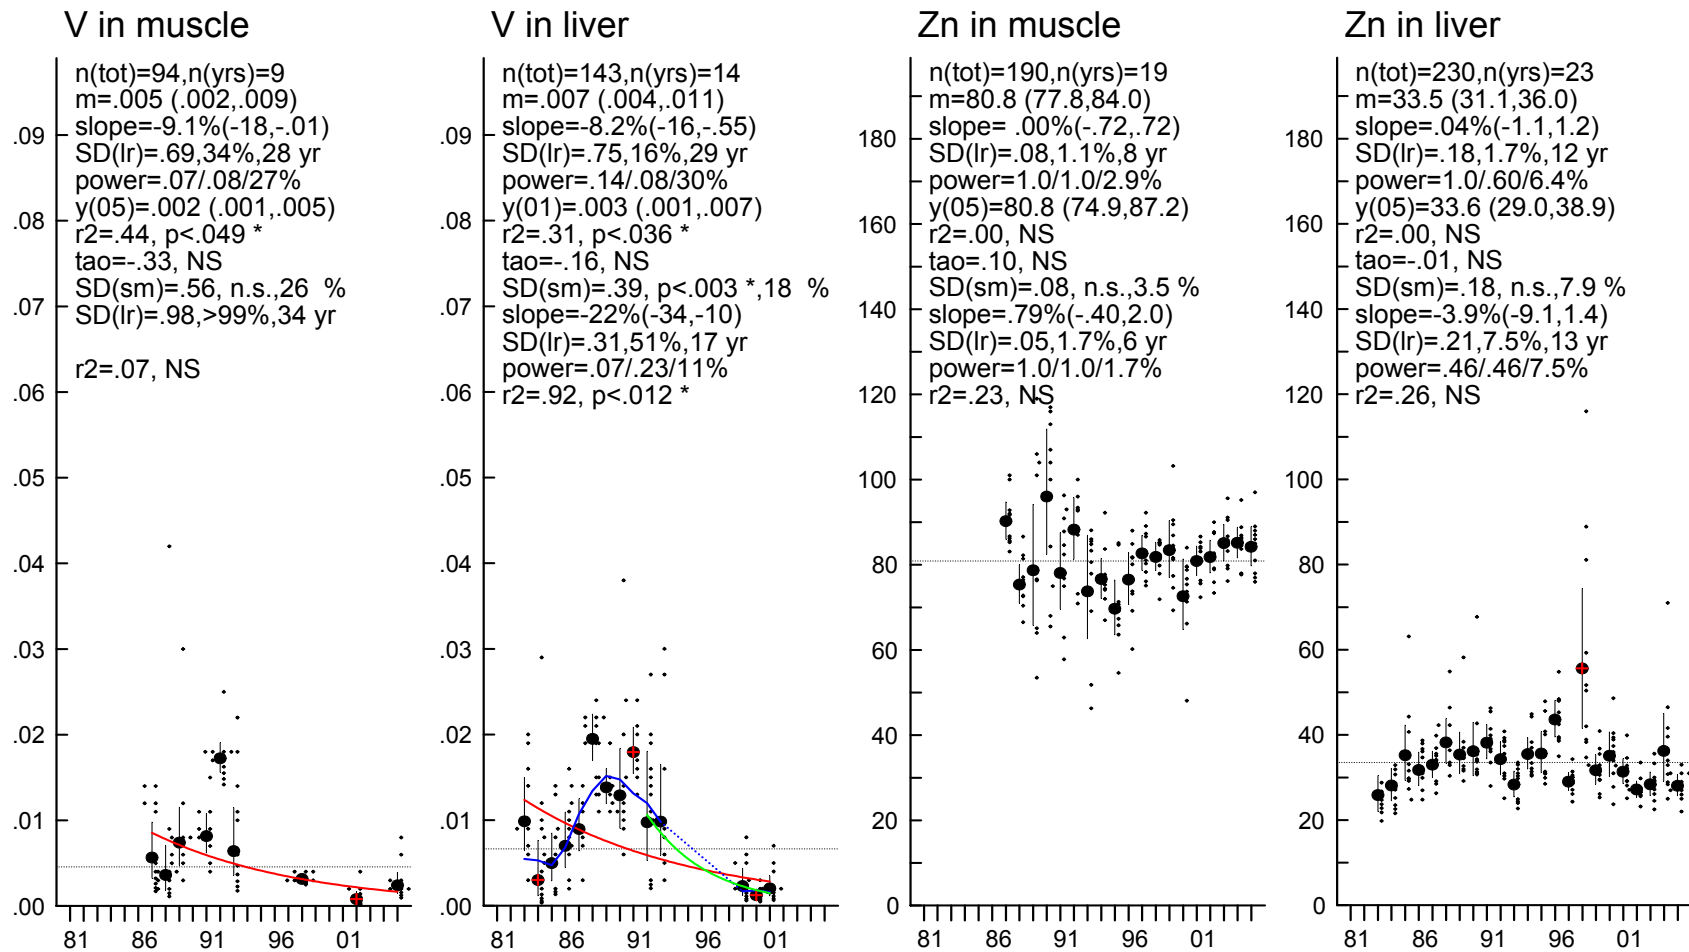 V in muscle
n(tot)=94,n(yrs)=9
m=.005 (.002,.009)
slope=-9.1%(-18,-.01)
SD(lr)=.69,34%,28 yr
power=.07/.08/27%
y(05)=.002 (.001,.005)
r2=.44, p<.049 *
tao=-.33, NS
SD(sm)=.56, n.s.,26 %
SD(lr)=.98,>99%,34 yr
r2=.07, NS
.09
.08
.07
.06
.05
.04
.03
.02
.01
.00
81 86 91 96 01
V in liver
n(tot)=143,n(yrs)=14
m=.007 (.004,.011)
slope=-8.2%(-16,-.55)
SD(lr)=.75,16%,29 yr
power=.14/.08/30%
y(01)=.003 (.001,.007)
r2=.31, p<.036 *
tao=-.16, NS
SD(sm)=.39, p<.003 *,18 %
slope=-22%(-34,-10)
SD(lr)=.31,51%,17 yr
power=.07/.23/11%
r2=.92, p<.012 *
.09
.08
.07
.06
.05
.04
.03
.02
.01
.00
81 86 91 96 01
Zn in muscle
n(tot)=190,n(yrs)=19
m=80.8 (77.8,84.0)
slope= .00%(-.72,.72)
SD(lr)=.08,1.1%,8 yr
power=1.0/1.0/2.9%
y(05)=80.8 (74.9,87.2)
r2=.00, NS
tao=.10, NS
SD(sm)=.08, n.s.,3.5 %
slope=.79%(-.40,2.0)
SD(lr)=.05,1.7%,6 yr
power=1.0/1.0/1.7%
r2=.23, NS
180
160
140
120
100
80
60
40
20
0
81 86 91 96 01
Zn in liver
n(tot)=230,n(yrs)=23
m=33.5 (31.1,36.0)
slope=.04%(-1.1,1.2)
SD(lr)=.18,1.7%,12 yr
power=1.0/.60/6.4%
y(05)=33.6 (29.0,38.9)
r2=.00, NS
tao=-.01, NS
SD(sm)=.18, n.s.,7.9 %
slope=-3.9%(-9.1,1.4)
SD(lr)=.21,7.5%,13 yr
power=.46/.46/7.5%
r2=.26, NS
180
160
140
120
100
80
60
40
20
0
81 86 91 96 01